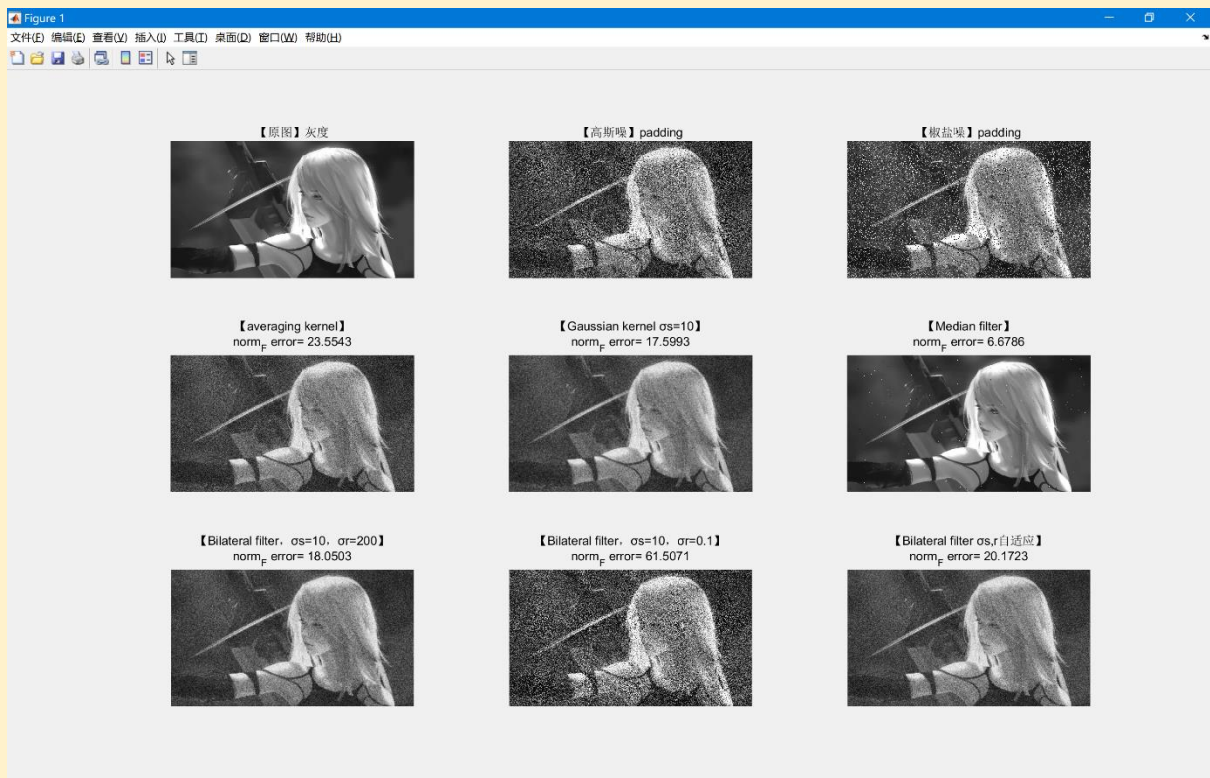 Figure 1
文件(F) 编辑(E) 查看(V) 插入(I) 工具(T) 桌面(D) 窗口(W) 帮助(H)
【原图】灰度
【高斯噪】padding
【椒盐噪】padding
【averaging kernel】
norm_F error= 23.5543
【Gaussian kernel σs=10】
norm_F error= 17.5993
【Median filter】
norm_F error= 6.6786
【Bilateral filter，σs=10，σr=200】
norm_F error= 18.0503
【Bilateral filter，σs=10，σr=0.1】
norm_F error= 61.5071
【Bilateral filter σs,r自适应】
norm_F error= 20.1723